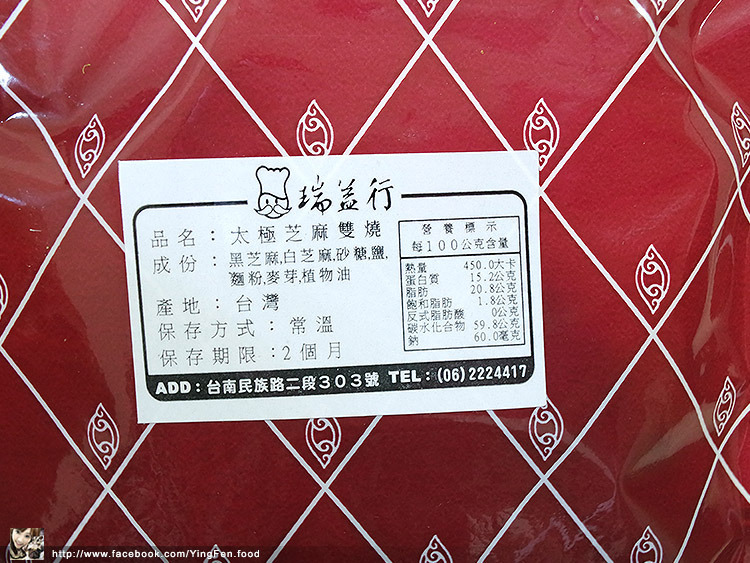 瑞益行
品名：太極芝麻雙燒
成份：黑芝麻,白芝麻,砂糖,鹽,
麵粉,麥芽,植物油
產地：台灣
保存方式：常溫
保存期限：2個月
營養標示
每100公克含量
熱量 450.0大卡
蛋白質 15.2公克
脂肪 20.8公克
飽和脂肪 1.8公克
反式脂肪酸 0公克
碳水化合物 59.8公克
鈉 60.0毫克
ADD：台南民族路二段303號 TEL：(06)2224417
http://www.facebook.com/YingFen.food